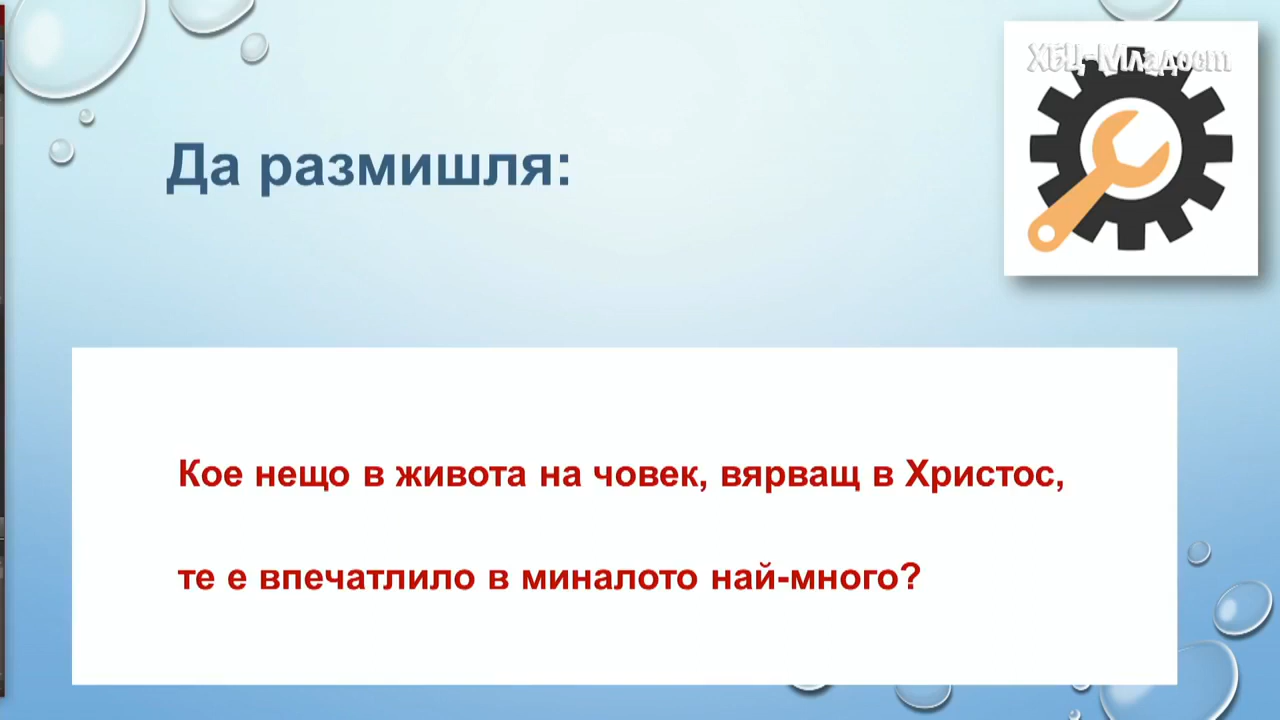 ХБЦ-Младост
Да размишля:
Кое нещо в живота на човек, вярващ в Христос,
те е впечатлило в миналото най-много?